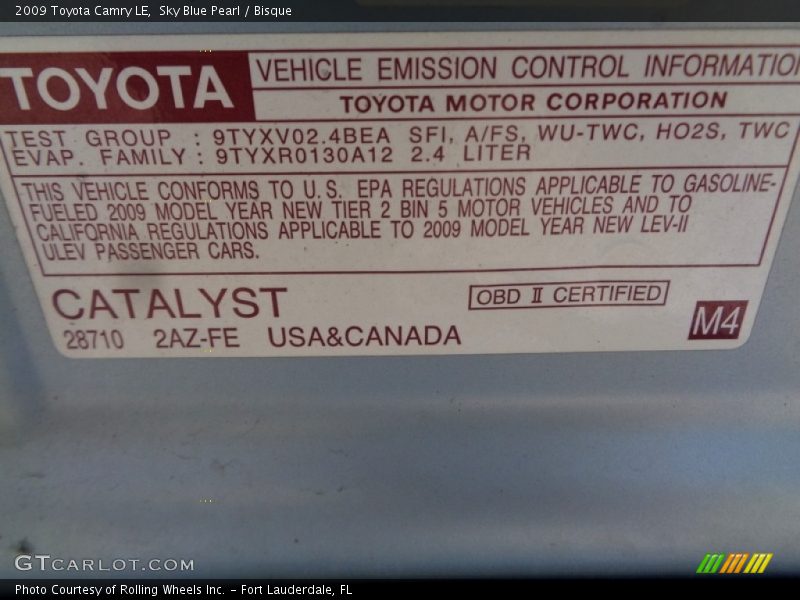 2009 Toyota Camry LE,  Sky Blue Pearl / Bisque
TOYOTA
VEHICLE EMISSION CONTROL INFORMATION
TOYOTA MOTOR CORPORATION
TEST GROUP : 9TYXV02.4BEA SFI, A/FS, WU-TWC, HO2S, TWC
EVAP. FAMILY : 9TYXR0130A12 2.4 LITER
THIS VEHICLE CONFORMS TO U.S. EPA REGULATIONS APPLICABLE TO GASOLINE-
FUELED 2009 MODEL YEAR NEW TIER 2 BIN 5 MOTOR VEHICLES AND TO
CALIFORNIA REGULATIONS APPLICABLE TO 2009 MODEL YEAR NEW LEV-II
ULEV PASSENGER CARS.
CATALYST
OBD II CERTIFIED
28710 2AZ-FE USA&CANADA
M4
GTCARLOT.COM
Photo Courtesy of Rolling Wheels Inc. – Fort Lauderdale, FL